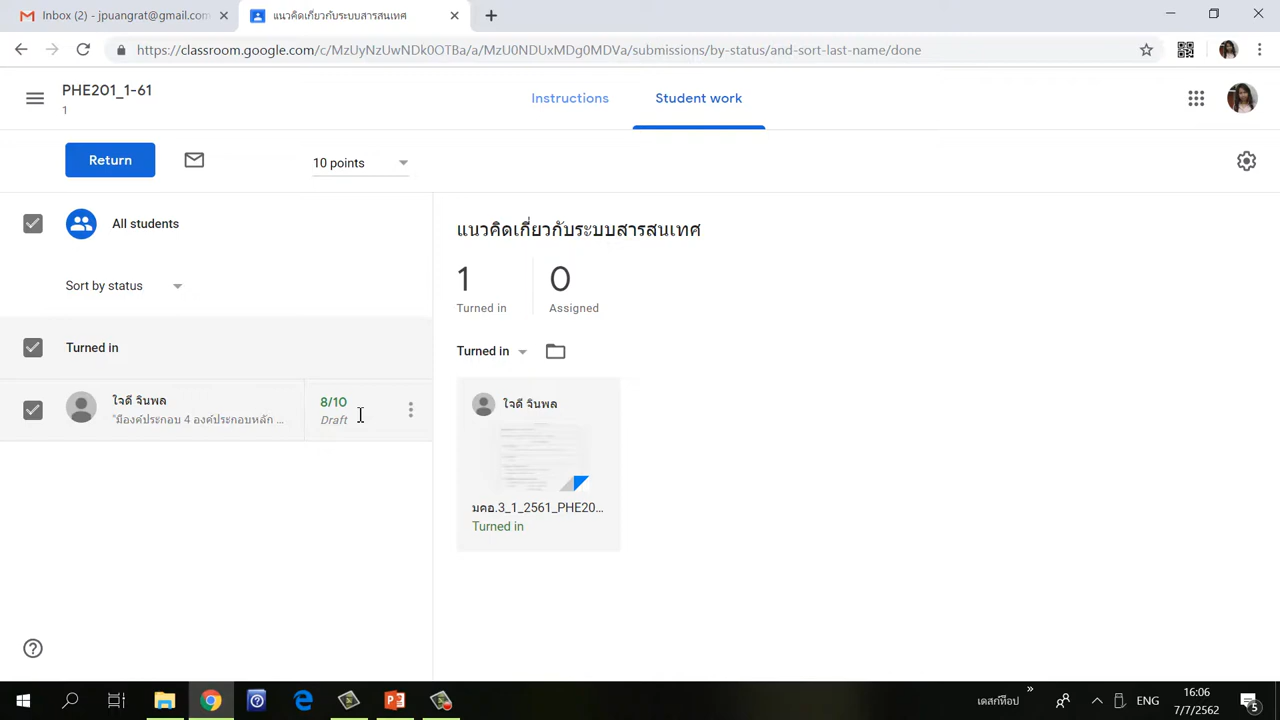 Inbox (2) - jpuangrat@gmail.com
แนวคิดเกี่ยวกับระบบสารสนเทศ
https://classroom.google.com/c/MzUyNzUwNDk0OTBa/a/MzU0NDUxMDg0MDVa/submissions/by-status/and-sort-last-name/done
PHE201_1-61
1
Instructions
Student work
Return
10 points
All students
Sort by status
Turned in
ใจดี จินพล
"มีองค์ประกอบ 4 องค์ประกอบหลัก ...
8/10
Draft
แนวคิดเกี่ยวกับระบบสารสนเทศ
1
Turned in
0
Assigned
Turned in
ใจดี จินพล
มคอ.3_1_2561_PHE20...
Turned in
เดสก์ท็อป
ENG
16:06
7/7/2562
5